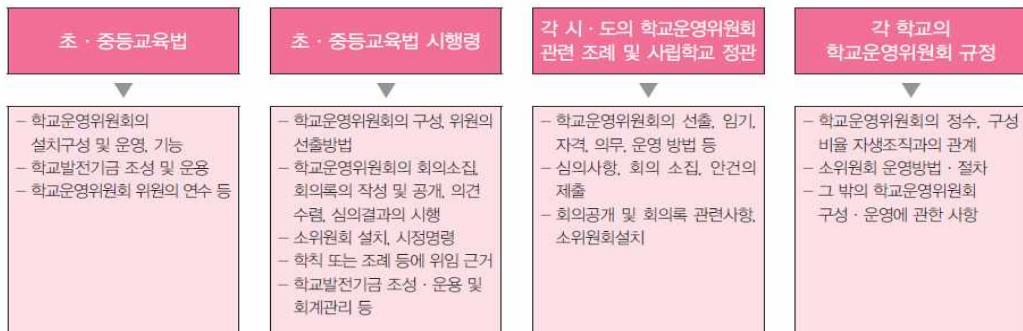 초 · 중등교육법
– 학교운영위원회의
설치구성 및 운영, 기능
– 학교발전기금 조성 및 운용
– 학교운영위원회 위원의 연수 등
초 · 중등교육법 시행령
– 학교운영위원회의 구성, 위원의
선출방법
– 학교운영위원회의 회의소집,
회의록의 작성 및 공개, 의견
수렴, 심의결과의 시행
– 소위원회 설치, 시정명령
– 학칙 또는 조례 등에 위임 근거
– 학교발전기금 조성 · 운용 및
회계관리 등
각 시 · 도의 학교운영위원회
관련 조례 및 사립학교 정관
– 학교운영위원회의 선출, 임기,
자격, 의무, 운영 방법 등
– 심의사항, 회의 소집, 안건의
제출
– 회의공개 및 회의록 관련사항,
소위원회설치
각 학교의
학교운영위원회 규정
– 학교운영위원회의 정수, 구성
비율 자생조직과의 관계
– 소위원회 운영방법 · 절차
– 그 밖의 학교운영위원회
구성 · 운영에 관한 사항